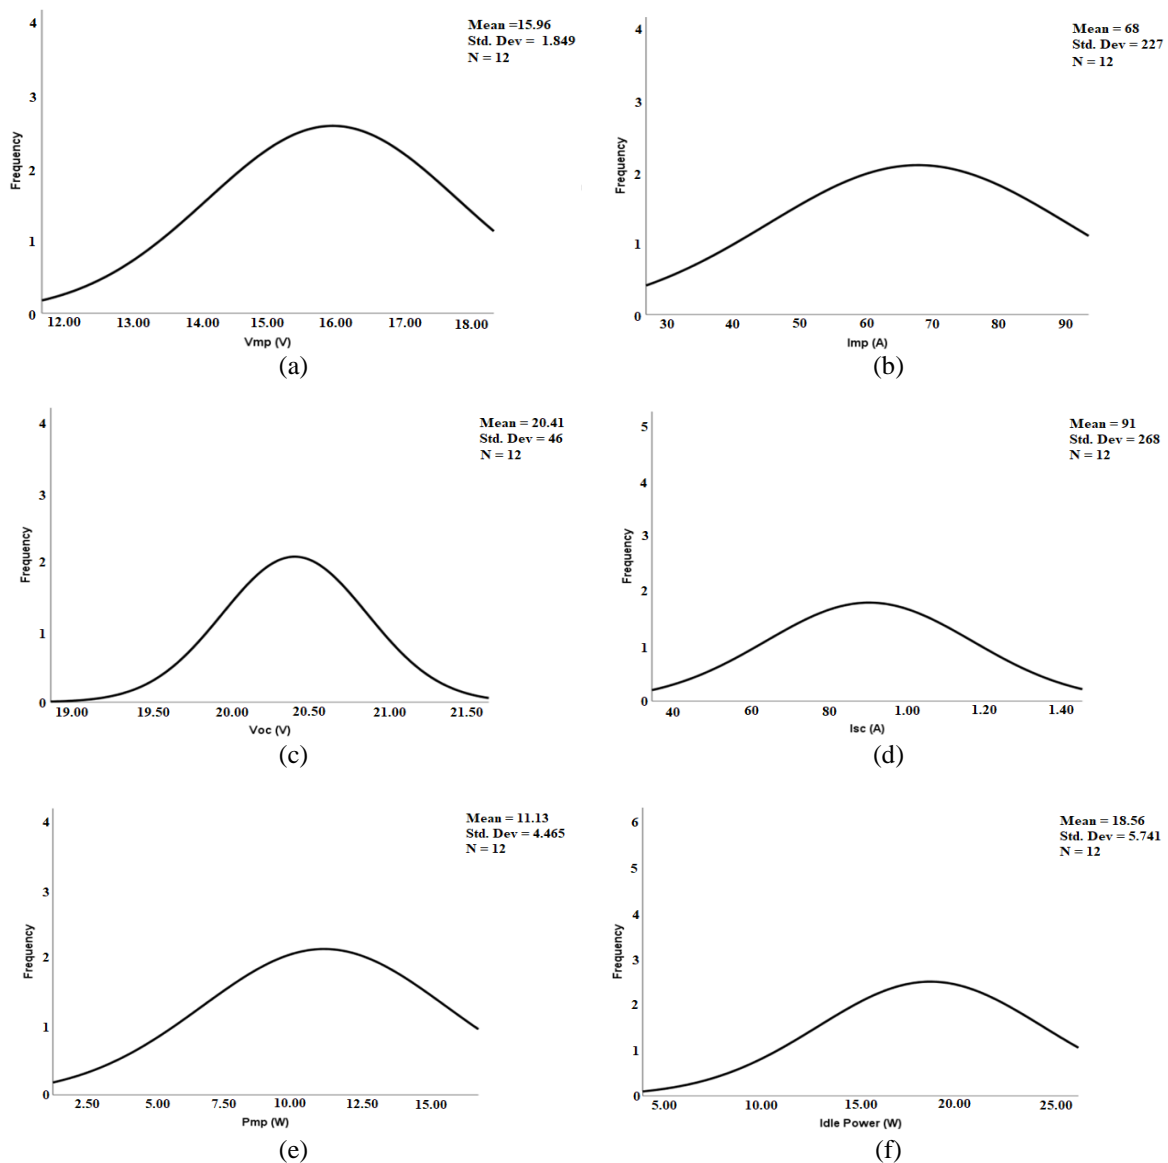 Mean =15.96
Std. Dev = 1.849
N = 12
4
3
2
1
0
Frequency
12.00 13.00 14.00 15.00 16.00 17.00 18.00
Vmp (V)
(a)
Mean = 68
Std. Dev = 227
N = 12
4
3
2
1
0
Frequency
30 40 50 60 70 80 90
Imp (A)
(b)
Mean = 20.41
Std. Dev = 46
N = 12
4
3
2
1
0
Frequency
19.00 19.50 20.00 20.50 21.00 21.50
Voc (V)
(c)
Mean = 91
Std. Dev = 268
N = 12
5
4
3
2
1
0
Frequency
40 60 80 1.00 1.20 1.40
Isc (A)
(d)
Mean = 11.13
Std. Dev = 4.465
N = 12
4
3
2
1
0
Frequency
2.50 5.00 7.50 10.00 12.50 15.00
Pmp (W)
(e)
Mean = 18.56
Std. Dev = 5.741
N = 12
6
5
4
3
2
1
0
Frequency
5.00 10.00 15.00 20.00 25.00
Idle Power (W)
(f)